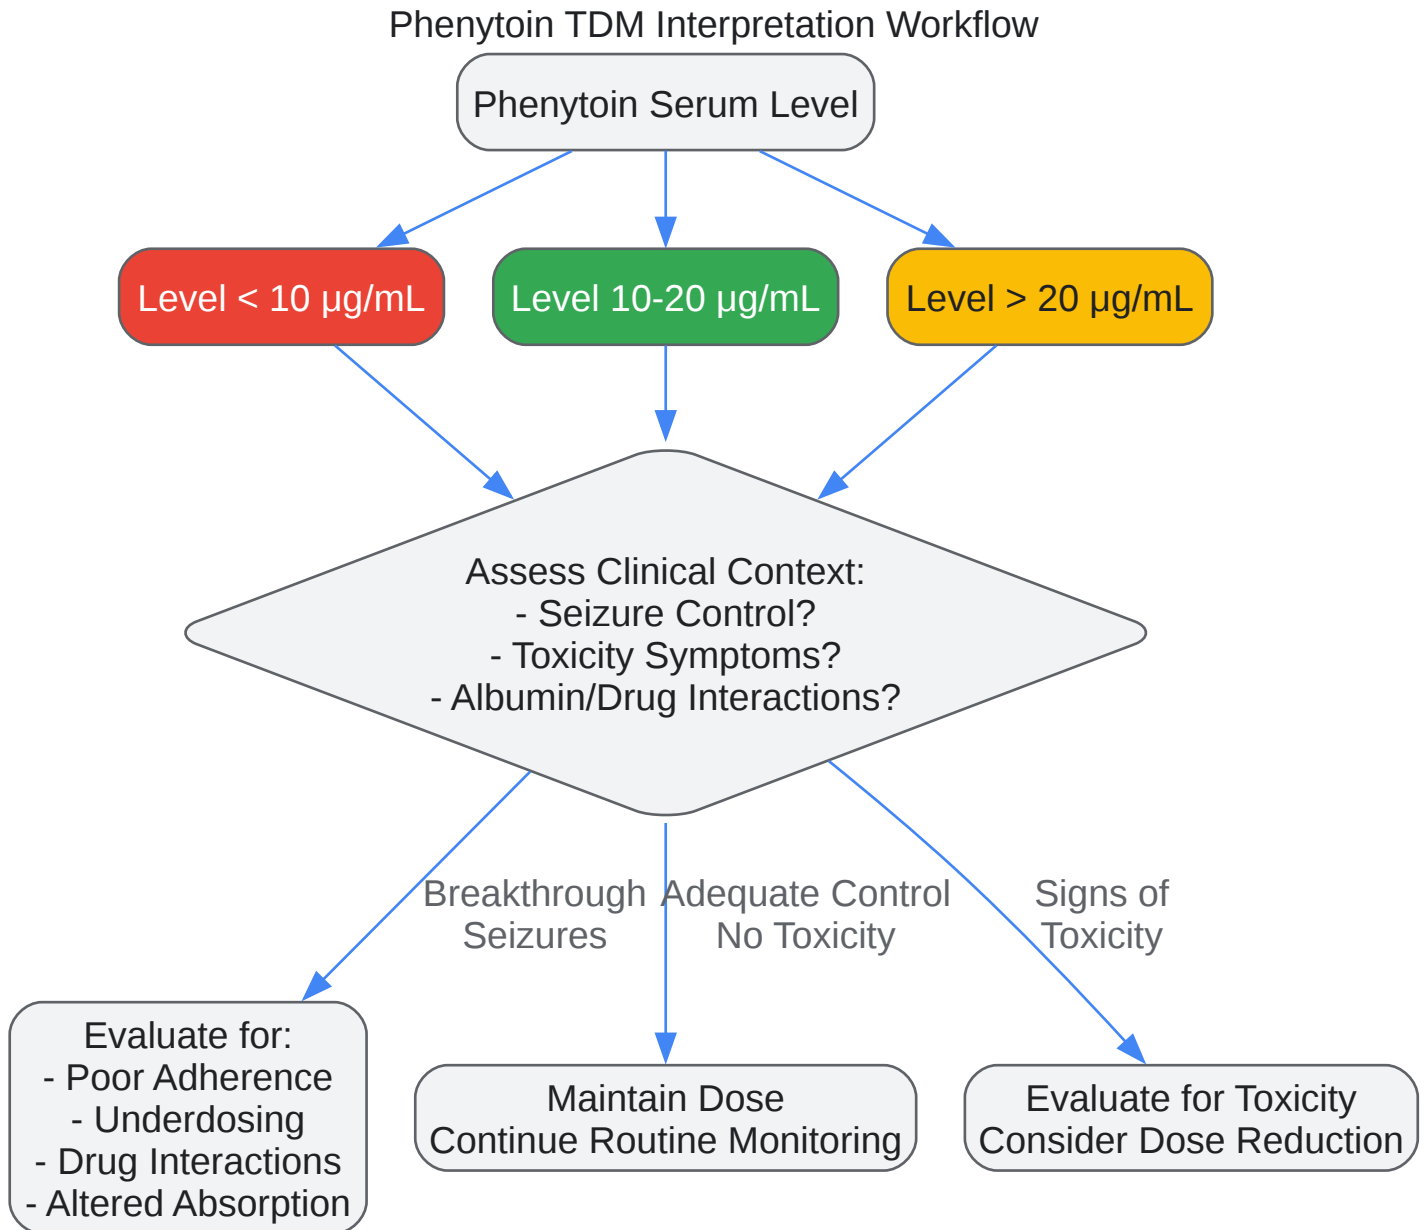 Phenytoin TDM Interpretation Workflow
Phenytoin Serum Level
Level < 10 μg/mL
Level 10-20 μg/mL
Level > 20 μg/mL
Assess Clinical Context:
- Seizure Control?
- Toxicity Symptoms?
- Albumin/Drug Interactions?
Breakthrough
Seizures
Adequate Control
No Toxicity
Signs of
Toxicity
Evaluate for:
- Poor Adherence
- Underdosing
- Drug Interactions
- Altered Absorption
Maintain Dose
Continue Routine Monitoring
Evaluate for Toxicity
Consider Dose Reduction